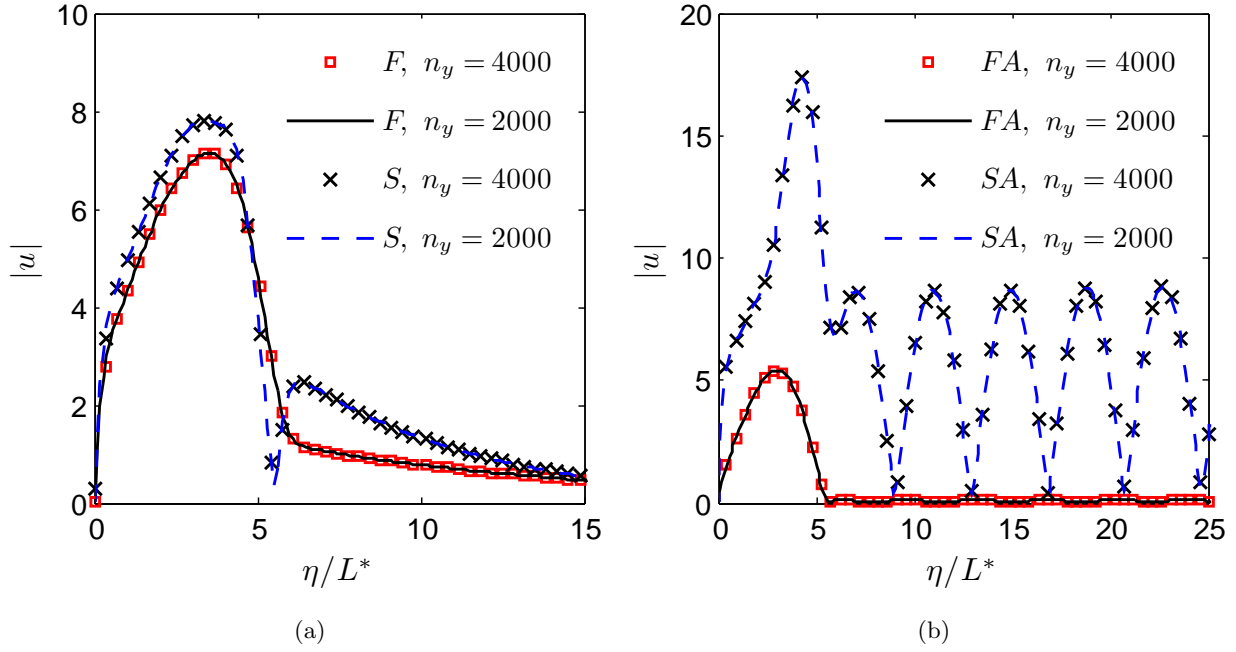 10
8
6
4
2
0
|u|
F, n_y = 4000
F, n_y = 2000
S, n_y = 4000
S, n_y = 2000
0 5 10 15
η/L*
(a)
20
15
10
5
0
|u|
FA, n_y = 4000
FA, n_y = 2000
SA, n_y = 4000
SA, n_y = 2000
0 5 10 15 20 25
η/L*
(b)